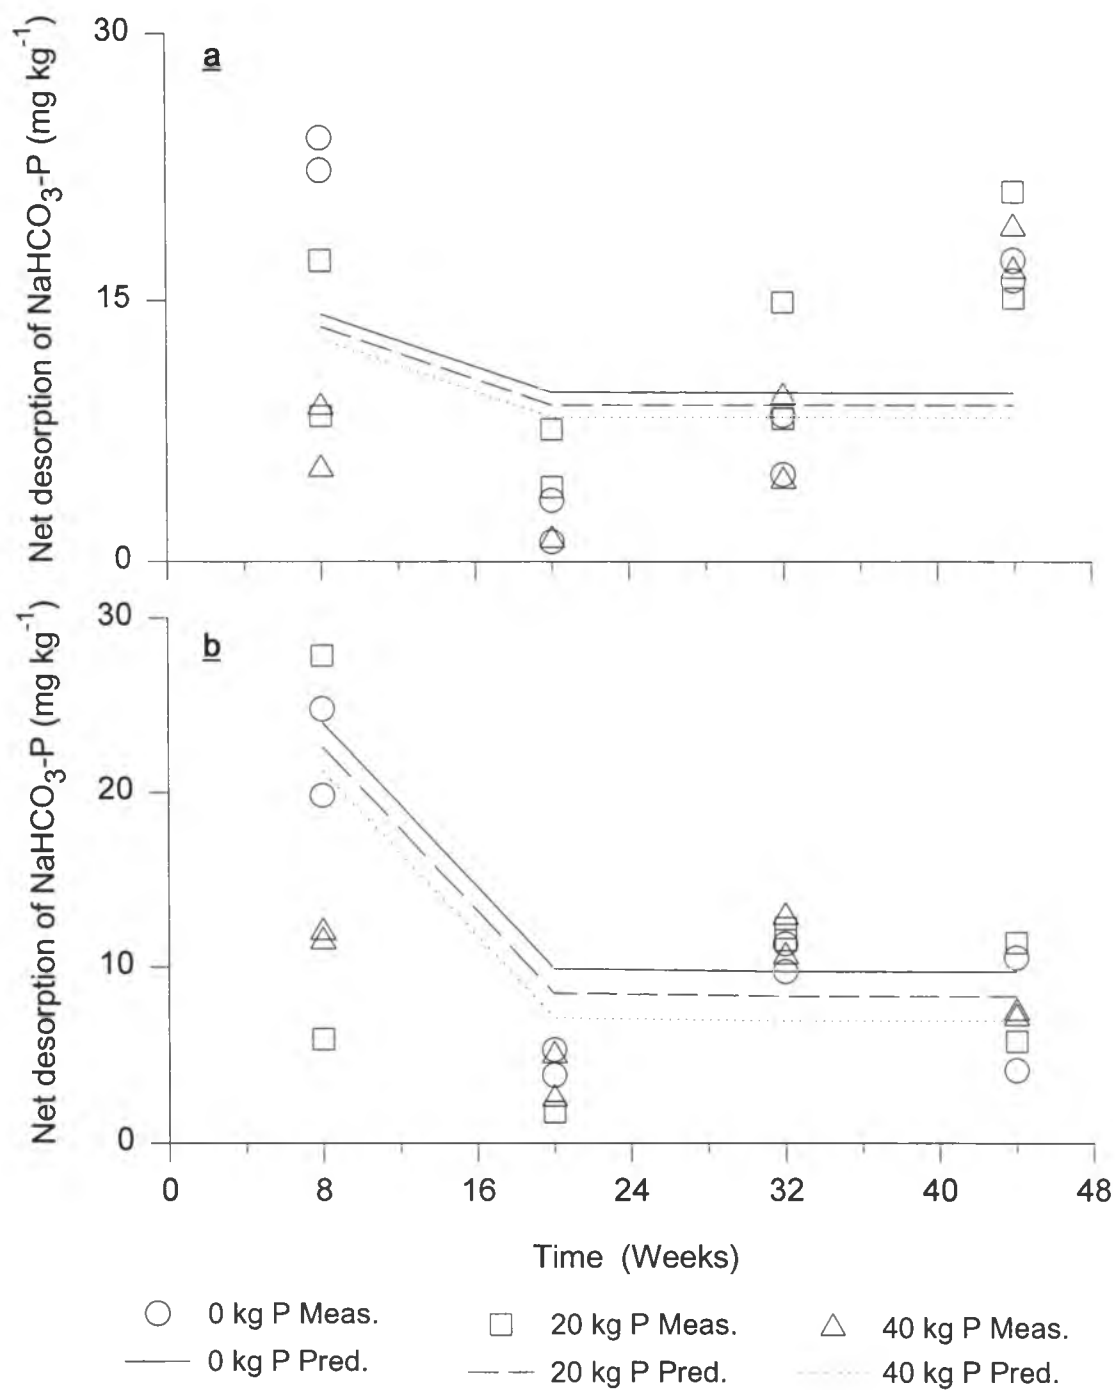 30
a
15
0
Net desorption of NaHCO3-P (mg kg-1)
30
b
20
10
0
Net desorption of NaHCO3-P (mg kg-1)
0 8 16 24 32 40 48
Time (Weeks)
0 kg P Meas. 20 kg P Meas. 40 kg P Meas.
0 kg P Pred. 20 kg P Pred. 40 kg P Pred.